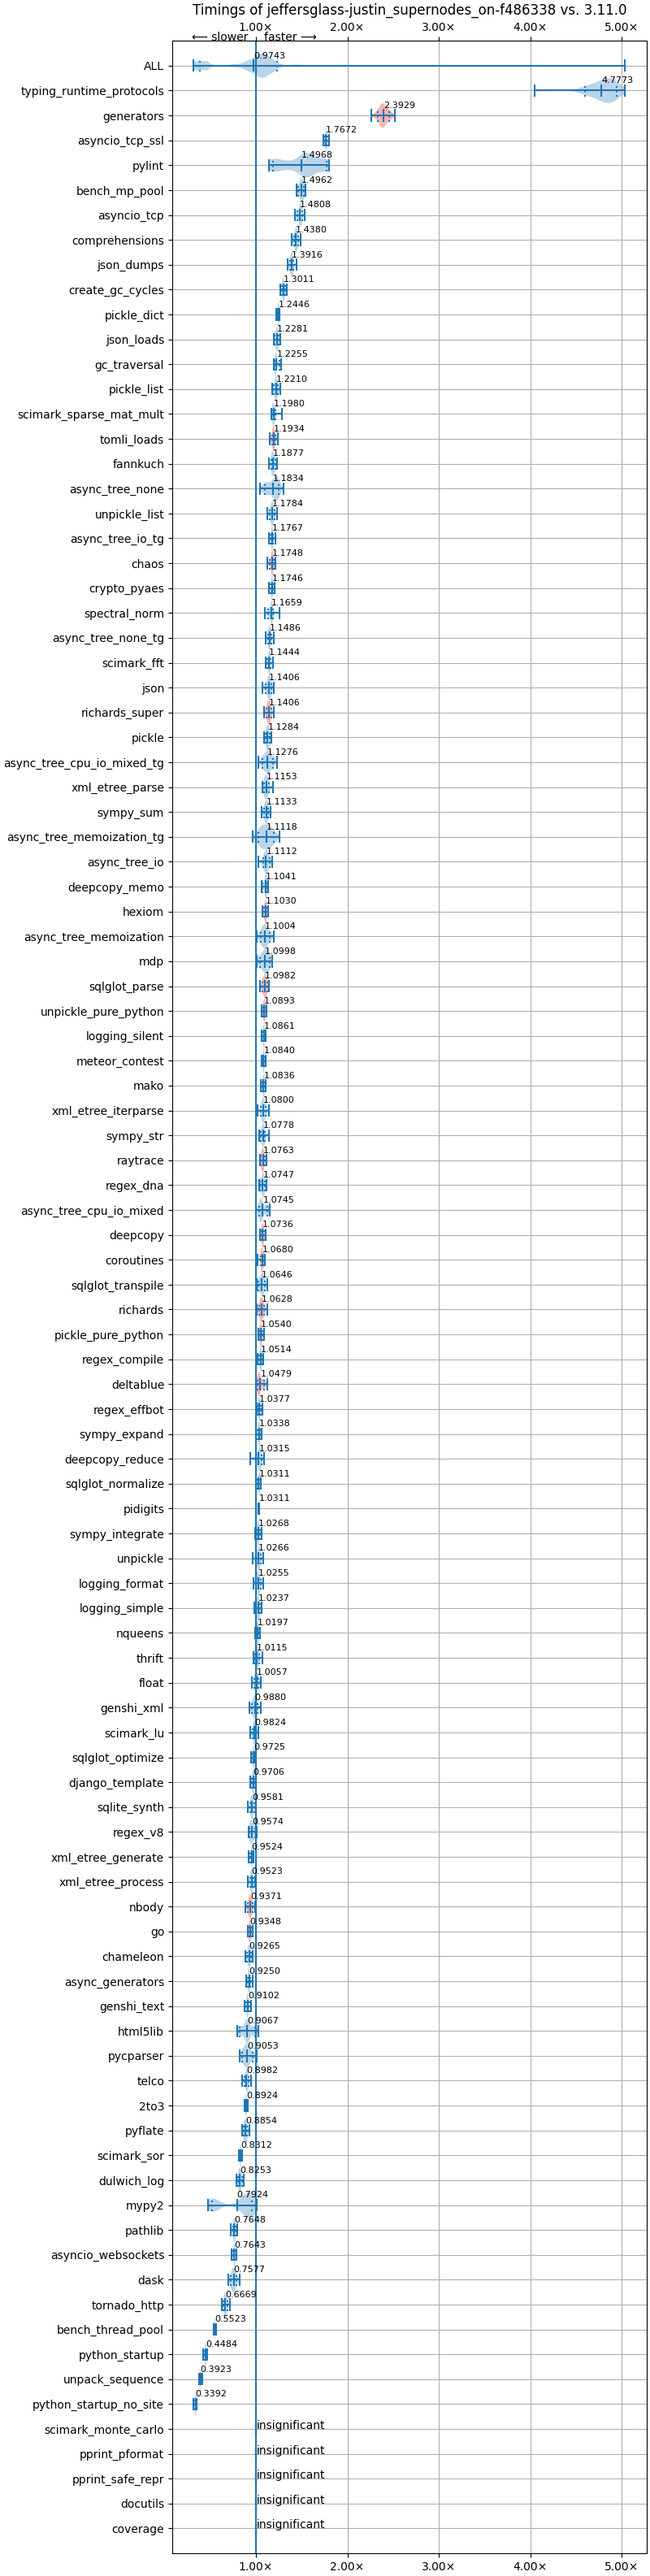 Timings of jeffersglass-justin_supernodes_on-f486338 vs. 3.11.0
1.00× 2.00× 3.00× 4.00× 5.00×
⟵ slower faster ⟶
ALL 0.9743
typing_runtime_protocols 4.7773
generators 2.3929
asyncio_tcp_ssl 1.7672
pylint 1.4968
bench_mp_pool 1.4962
asyncio_tcp 1.4808
comprehensions 1.4380
json_dumps 1.3916
create_gc_cycles 1.3011
pickle_dict 1.2446
json_loads 1.2281
gc_traversal 1.2255
pickle_list 1.2210
scimark_sparse_mat_mult 1.1980
tomli_loads 1.1934
fannkuch 1.1877
async_tree_none 1.1834
unpickle_list 1.1784
async_tree_io_tg 1.1767
chaos 1.1748
crypto_pyaes 1.1746
spectral_norm 1.1659
async_tree_none_tg 1.1486
scimark_fft 1.1444
json 1.1406
richards_super 1.1406
pickle 1.1284
async_tree_cpu_io_mixed_tg 1.1276
xml_etree_parse 1.1153
sympy_sum 1.1133
async_tree_memoization_tg 1.1118
async_tree_io 1.1112
deepcopy_memo 1.1041
hexiom 1.1030
async_tree_memoization 1.1004
mdp 1.0998
sqlglot_parse 1.0982
unpickle_pure_python 1.0893
logging_silent 1.0861
meteor_contest 1.0840
mako 1.0836
xml_etree_iterparse 1.0800
sympy_str 1.0778
raytrace 1.0763
regex_dna 1.0747
async_tree_cpu_io_mixed 1.0745
deepcopy 1.0736
coroutines 1.0680
sqlglot_transpile 1.0646
richards 1.0628
pickle_pure_python 1.0540
regex_compile 1.0514
deltablue 1.0479
regex_effbot 1.0377
sympy_expand 1.0338
deepcopy_reduce 1.0315
sqlglot_normalize 1.0311
pidigits 1.0311
sympy_integrate 1.0268
unpickle 1.0266
logging_format 1.0255
logging_simple 1.0237
nqueens 1.0197
thrift 1.0115
float 1.0057
genshi_xml 0.9880
scimark_lu 0.9824
sqlglot_optimize 0.9725
django_template 0.9706
sqlite_synth 0.9581
regex_v8 0.9574
xml_etree_generate 0.9524
xml_etree_process 0.9523
nbody 0.9371
go 0.9348
chameleon 0.9265
async_generators 0.9250
genshi_text 0.9102
html5lib 0.9067
pycparser 0.9053
telco 0.8982
2to3 0.8924
pyflate 0.8854
scimark_sor 0.8312
dulwich_log 0.8253
mypy2 0.7924
pathlib 0.7648
asyncio_websockets 0.7643
dask 0.7577
tornado_http 0.6669
bench_thread_pool 0.5523
python_startup 0.4484
unpack_sequence 0.3923
python_startup_no_site 0.3392
scimark_monte_carlo insignificant
pprint_pformat insignificant
pprint_safe_repr insignificant
docutils insignificant
coverage insignificant
1.00× 2.00× 3.00× 4.00× 5.00×